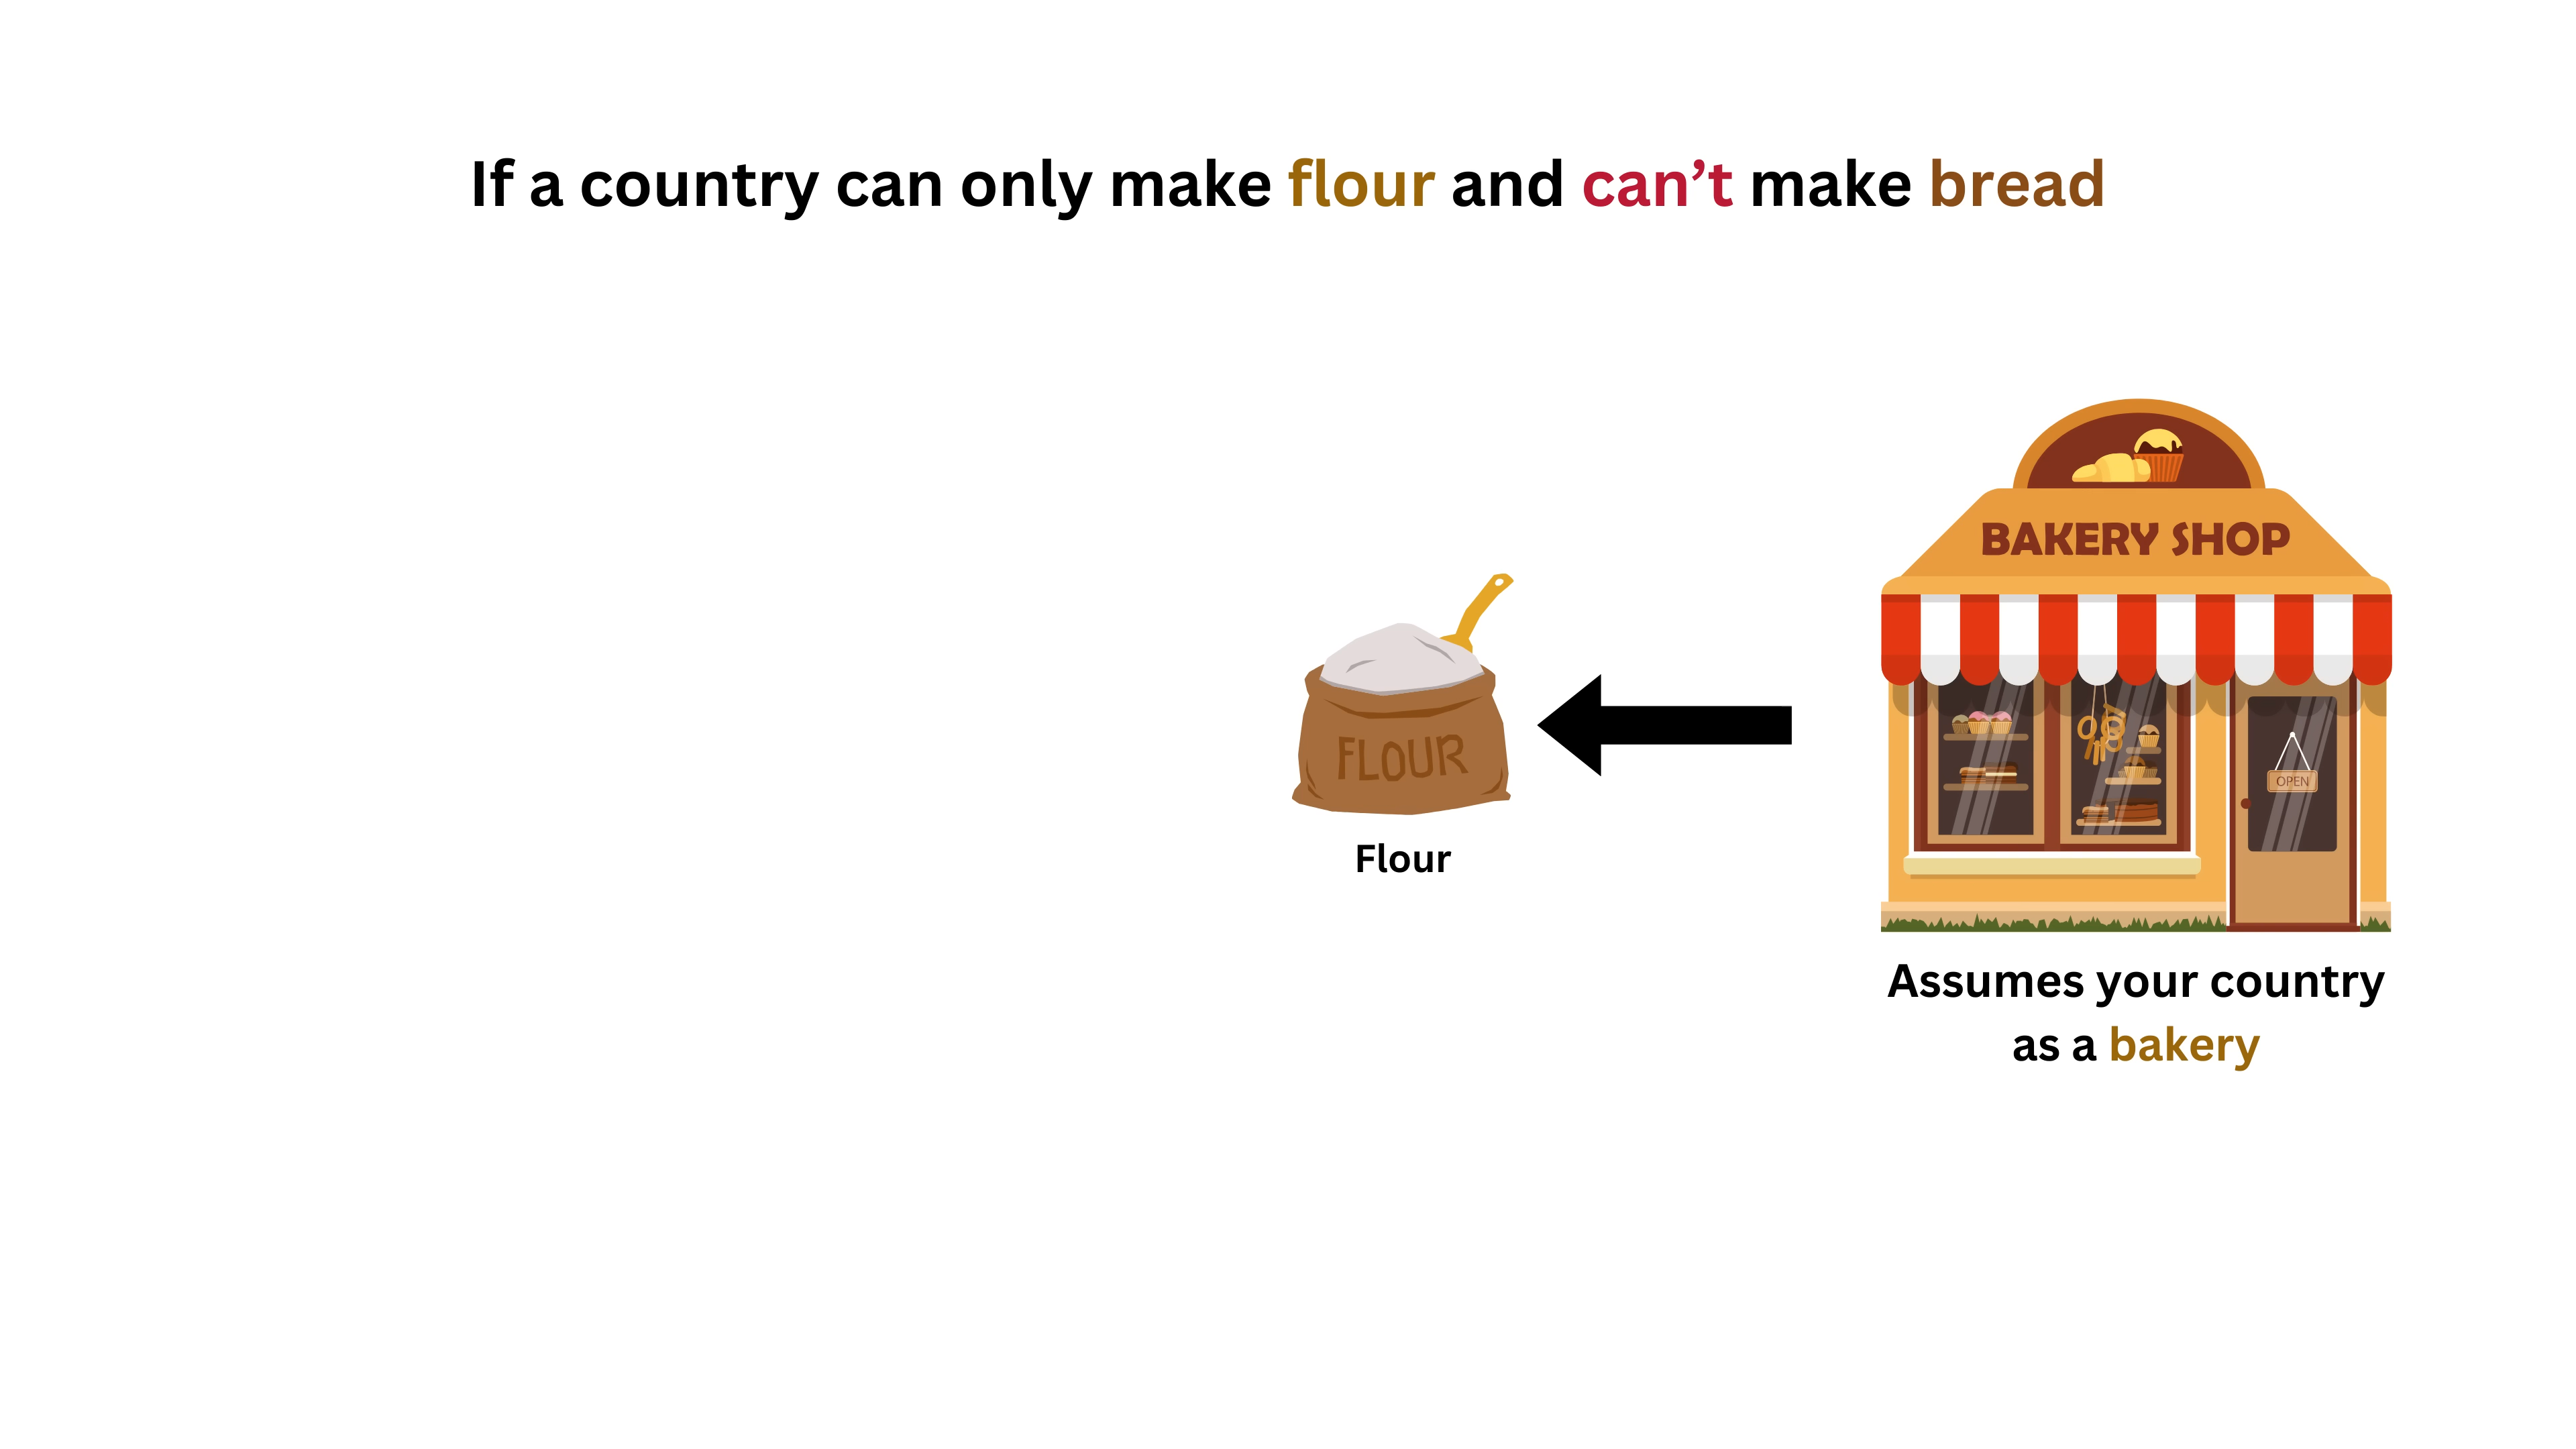 If a country can only make flour and can’t make bread
BAKERY SHOP
FLOUR
OPEN
Flour
Assumes your country
as a bakery